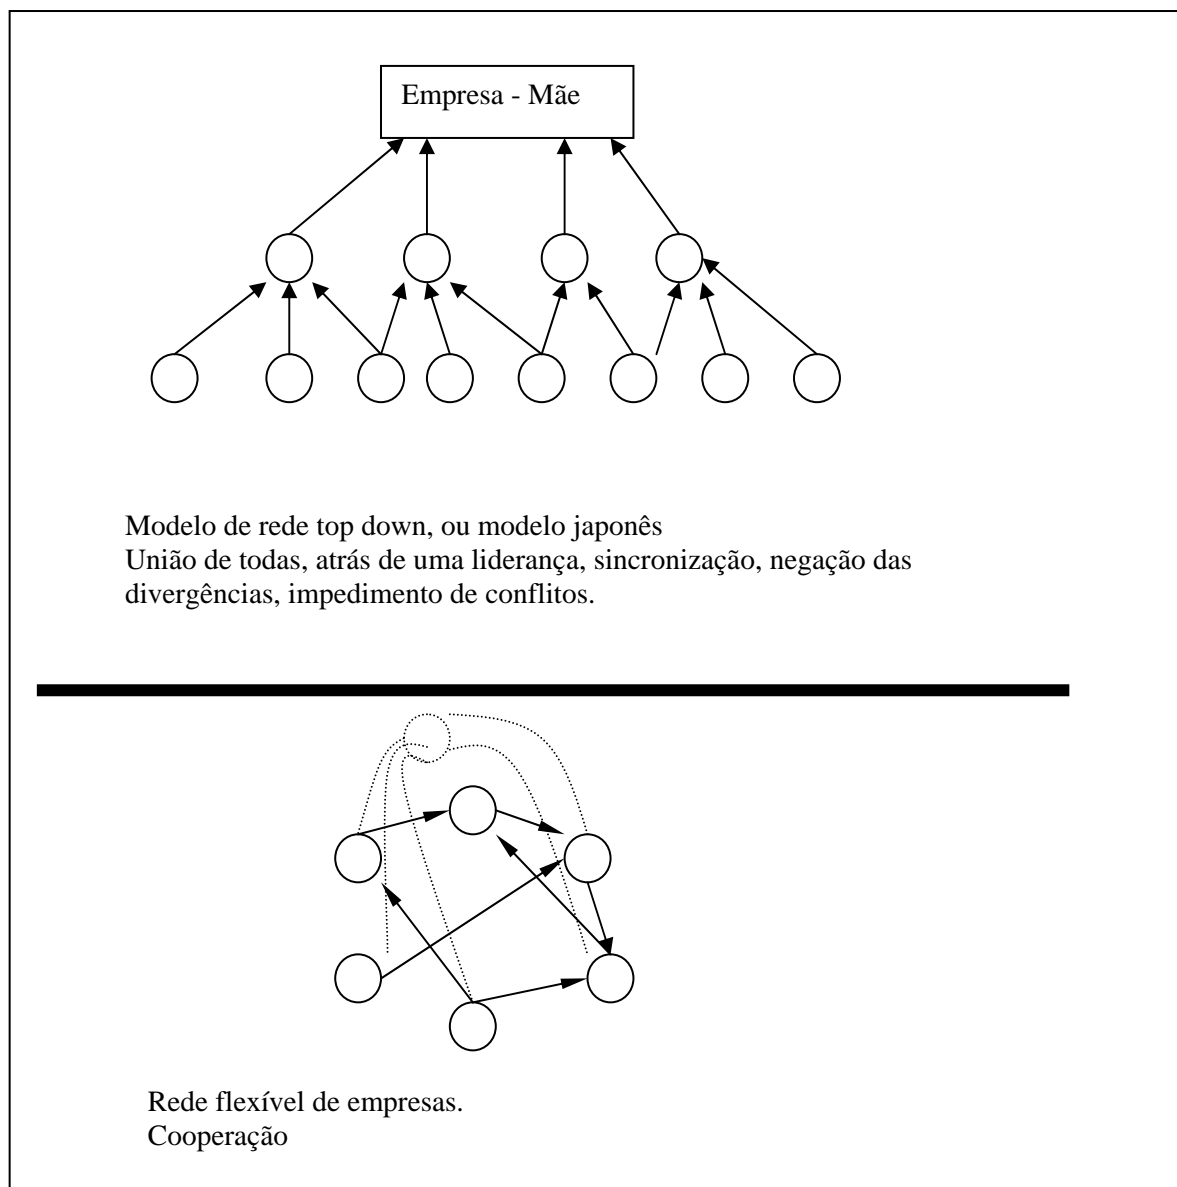 Empresa - Mãe
Modelo de rede top down, ou modelo japonês
União de todas, atrás de uma liderança, sincronização, negação das
divergências, impedimento de conflitos.
Rede flexível de empresas.
Cooperação